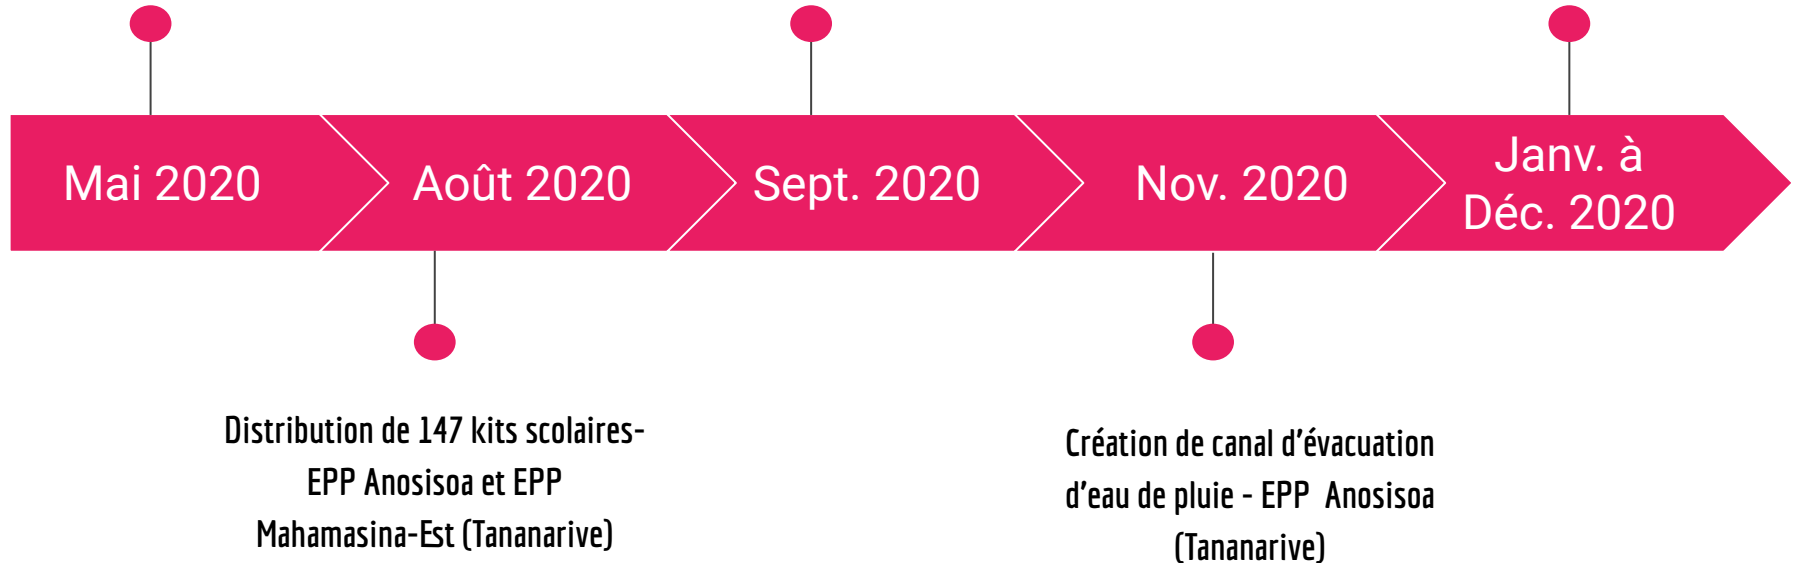 Mai 2020
Août 2020
Sept. 2020
Nov. 2020
Janv. à
Déc. 2020
Distribution de 147 kits scolaires-
EPP Anosisoa et EPP
Mahamasina-Est (Tananarive)
Création de canal d'évacuation
d'eau de pluie - EPP Anosisoa
(Tananarive)